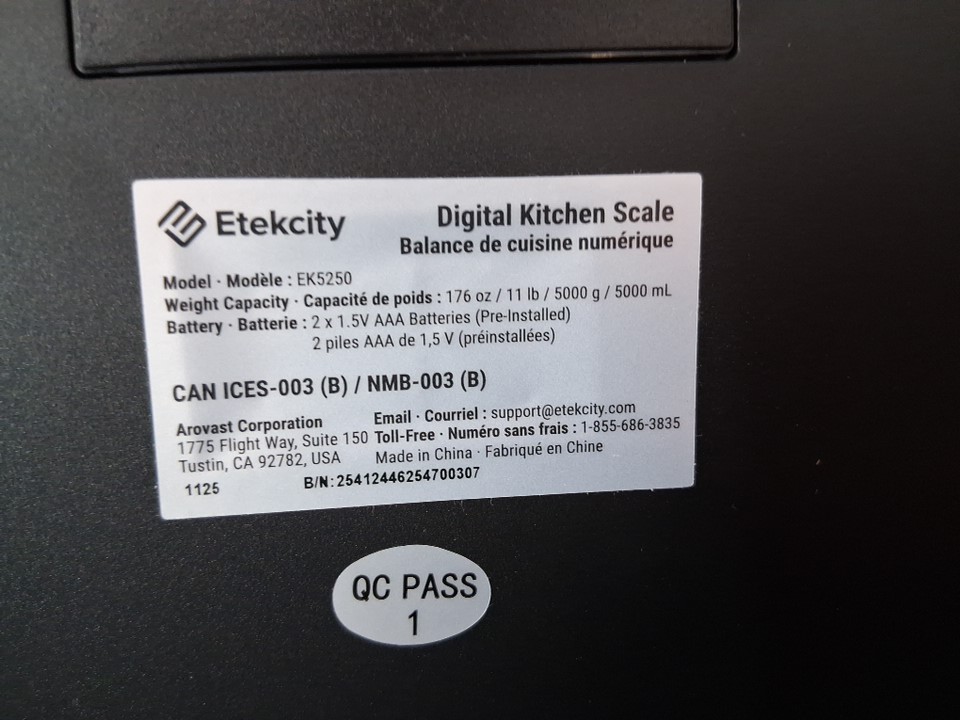 Etekcity
Digital Kitchen Scale
Balance de cuisine numérique
Model · Modèle : EK5250
Weight Capacity · Capacité de poids : 176 oz / 11 lb / 5000 g / 5000 mL
Battery · Batterie : 2 x 1.5V AAA Batteries (Pre-Installed)
2 piles AAA de 1,5 V (préinstallées)
CAN ICES-003 (B) / NMB-003 (B)
Arovast Corporation
1775 Flight Way, Suite 150
Tustin, CA 92782, USA
Email · Courriel : support@etekcity.com
Toll-Free · Numéro sans frais : 1-855-686-3835
Made in China · Fabriqué en Chine
1125
B/N:25412446254700307
QC PASS
1